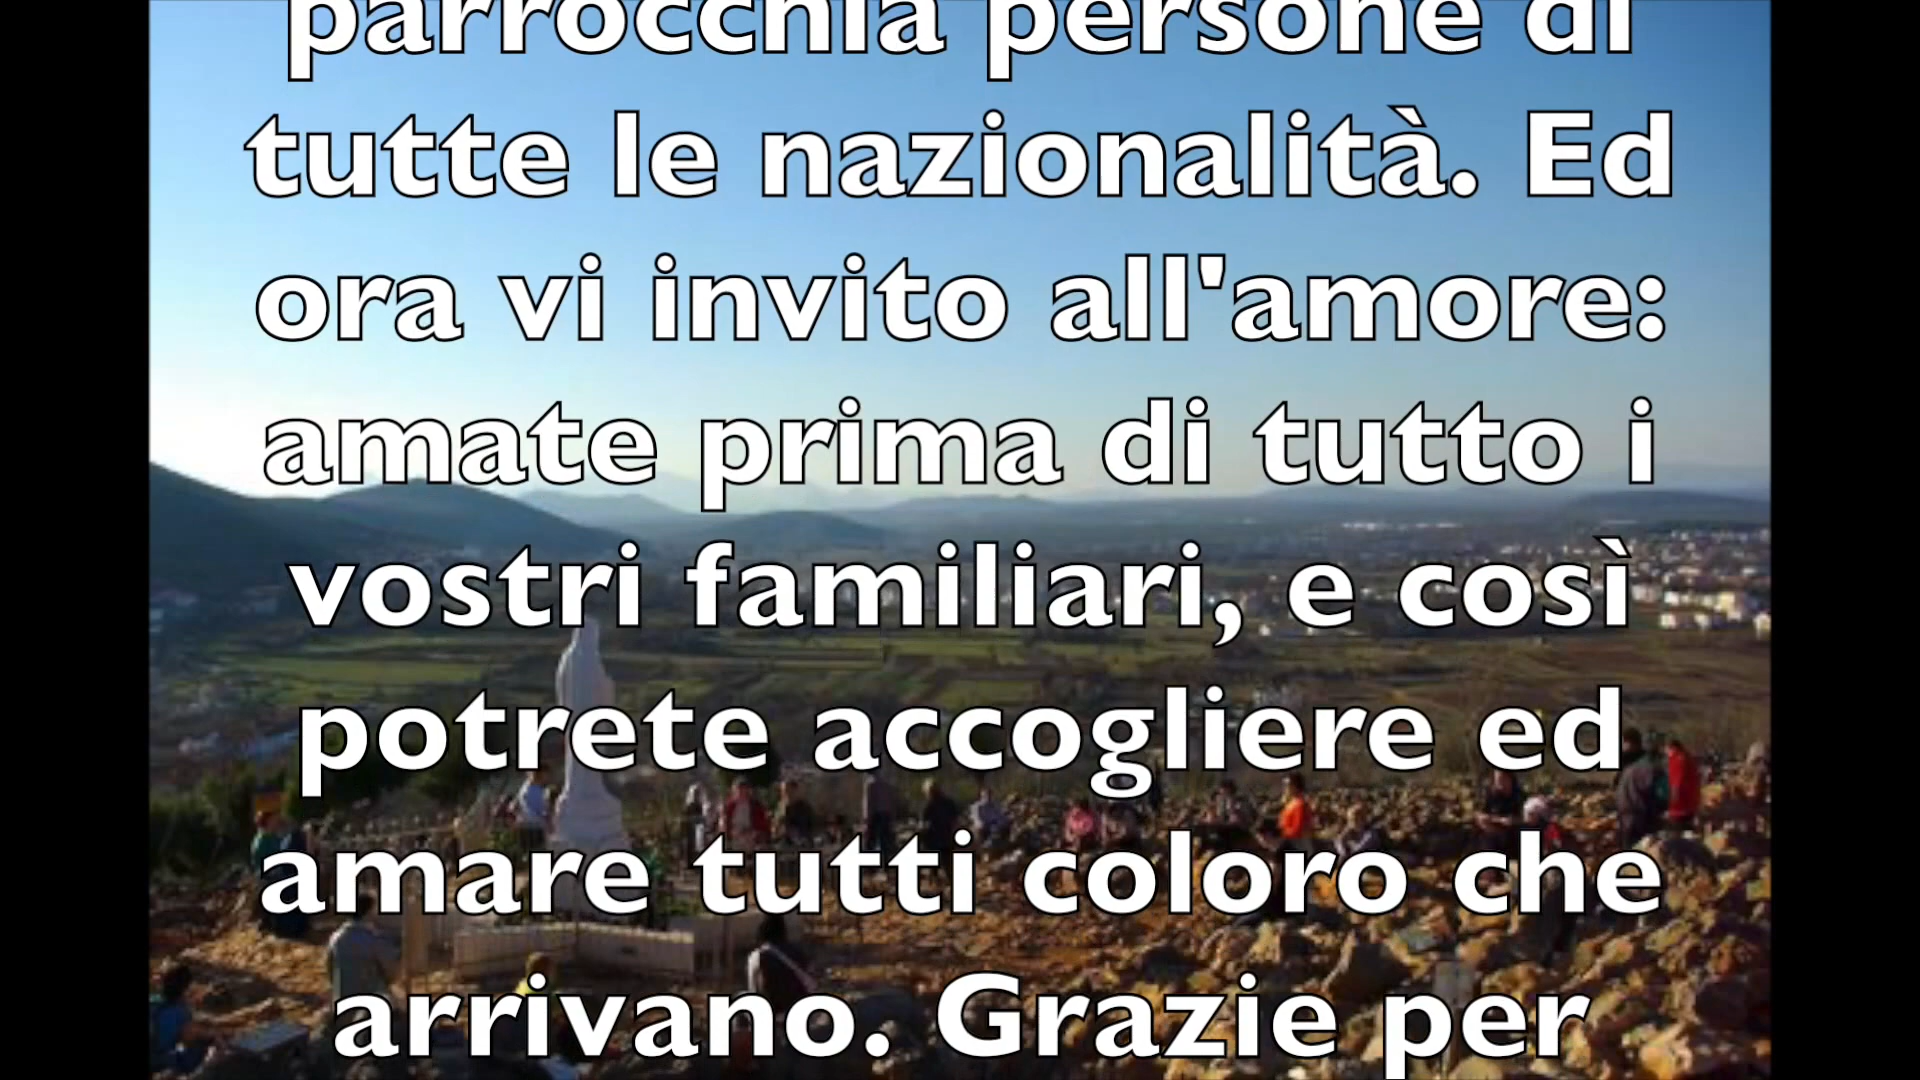 parrocchia persone di
tutte le nazionalità. Ed
ora vi invito all'amore:
amate prima di tutto i
vostri familiari, e così
potrete accogliere ed
amare tutti coloro che
arrivano. Grazie per